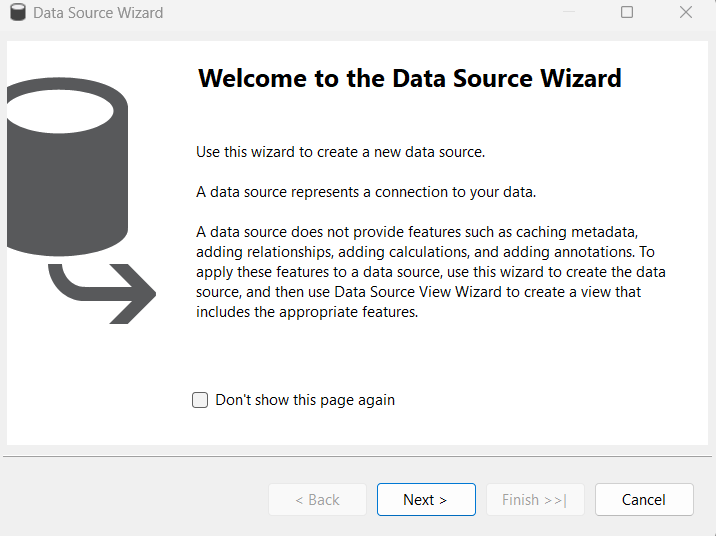 Data Source Wizard
Welcome to the Data Source Wizard
Use this wizard to create a new data source.
A data source represents a connection to your data.
A data source does not provide features such as caching metadata,
adding relationships, adding calculations, and adding annotations. To
apply these features to a data source, use this wizard to create the data
source, and then use Data Source View Wizard to create a view that
includes the appropriate features.
Don't show this page again
< Back
Next >
Finish >>|
Cancel